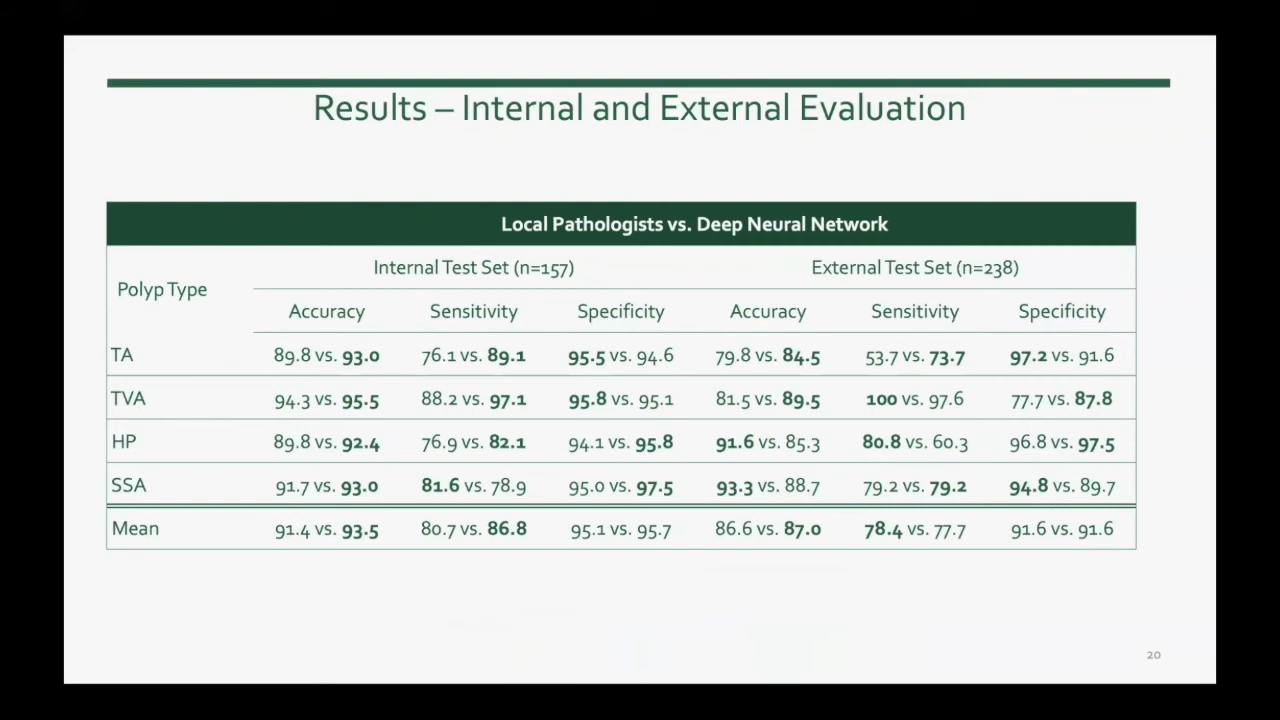 Results – Internal and External Evaluation
Local Pathologists vs. Deep Neural Network
Polyp Type
Internal Test Set (n=157) External Test Set (n=238)
Accuracy Sensitivity Specificity Accuracy Sensitivity Specificity
TA 89.8 vs. 93.0 76.1 vs. 89.1 95.5 vs. 94.6 79.8 vs. 84.5 53.7 vs. 73.7 97.2 vs. 91.6
TVA 94.3 vs. 95.5 88.2 vs. 97.1 95.8 vs. 95.1 81.5 vs. 89.5 100 vs. 97.6 77.7 vs. 87.8
HP 89.8 vs. 92.4 76.9 vs. 82.1 94.1 vs. 95.8 91.6 vs. 85.3 80.8 vs. 60.3 96.8 vs. 97.5
SSA 91.7 vs. 93.0 81.6 vs. 78.9 95.0 vs. 97.5 93.3 vs. 88.7 79.2 vs. 79.2 94.8 vs. 89.7
Mean 91.4 vs. 93.5 80.7 vs. 86.8 95.1 vs. 95.7 86.6 vs. 87.0 78.4 vs. 77.7 91.6 vs. 91.6
20